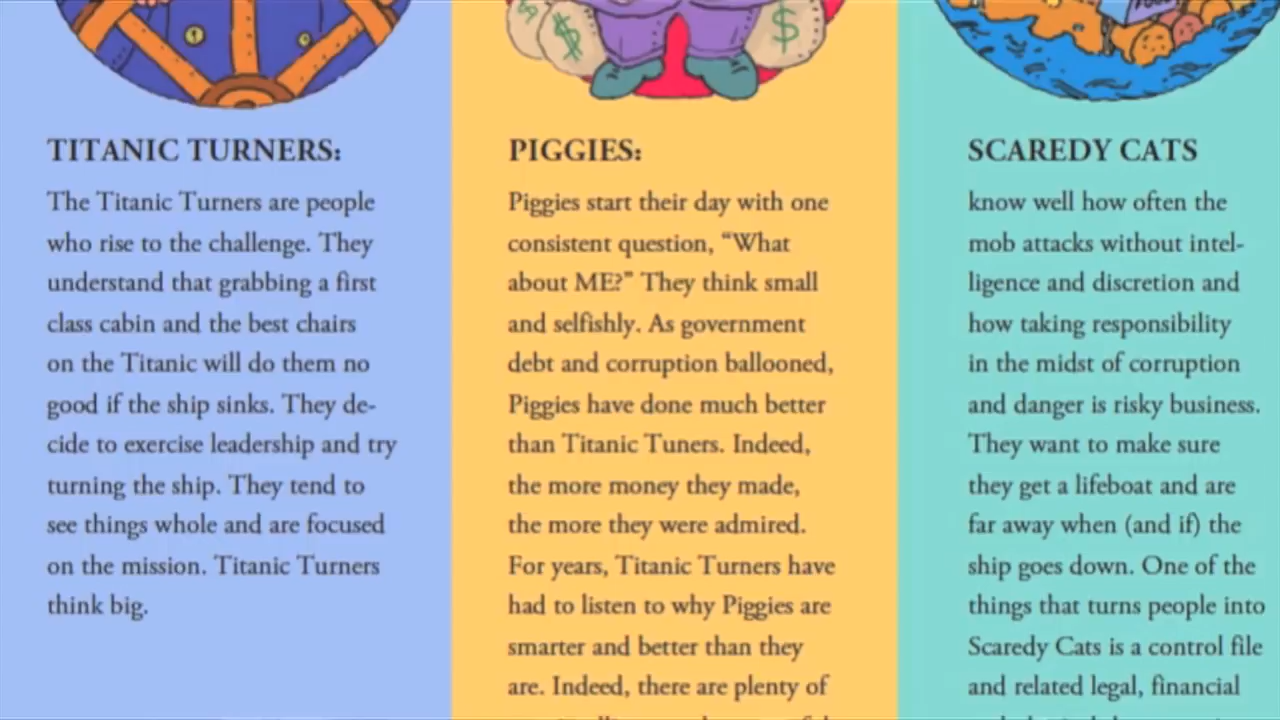 TITANIC TURNERS:
The Titanic Turners are people
who rise to the challenge. They
understand that grabbing a first
class cabin and the best chairs
on the Titanic will do them no
good if the ship sinks. They de-
cide to exercise leadership and try
turning the ship. They tend to
see things whole and are focused
on the mission. Titanic Turners
think big.
PIGGIES:
Piggies start their day with one
consistent question, “What
about ME?” They think small
and selfishly. As government
debt and corruption ballooned,
Piggies have done much better
than Titanic Tuners. Indeed,
the more money they made,
the more they were admired.
For years, Titanic Turners have
had to listen to why Piggies are
smarter and better than they
are. Indeed, there are plenty of
SCAREDY CATS
know well how often the
mob attacks without intel-
ligence and discretion and
how taking responsibility
in the midst of corruption
and danger is risky business.
They want to make sure
they get a lifeboat and are
far away when (and if) the
ship goes down. One of the
things that turns people into
Scaredy Cats is a control file
and related legal, financial